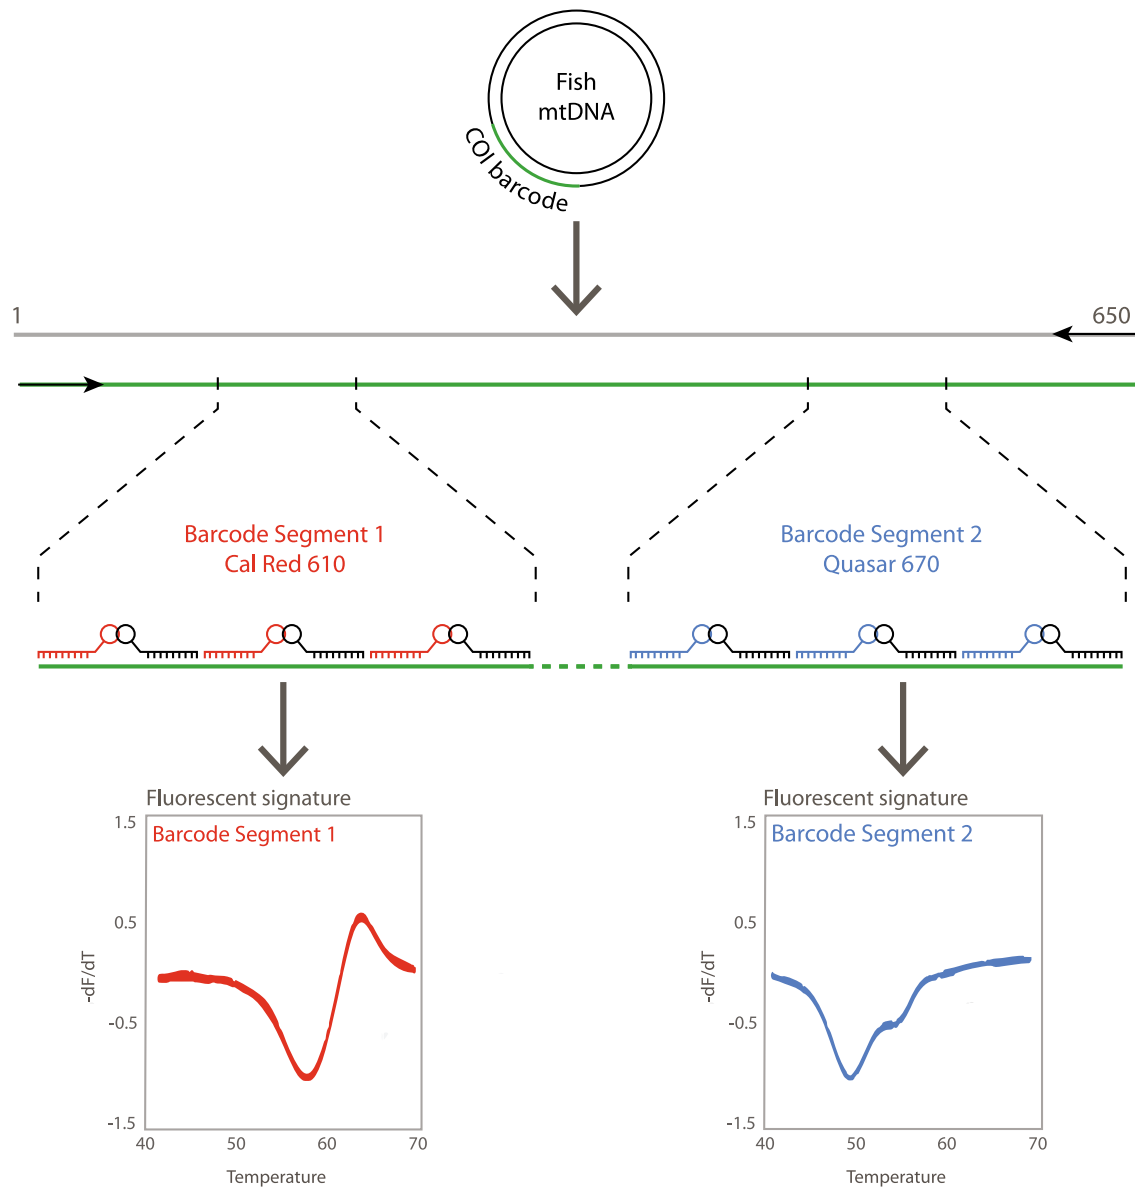 Fish
mtDNA
COI barcode
1
650
Barcode Segment 1
Cal Red 610
Barcode Segment 2
Quasar 670
Fluorescent signature
Barcode Segment 1
1.5
0.5
-0.5
-1.5
-dF/dT
40 50 60 70
Temperature
Fluorescent signature
Barcode Segment 2
1.5
0.5
-0.5
-1.5
-dF/dT
40 50 60 70
Temperature